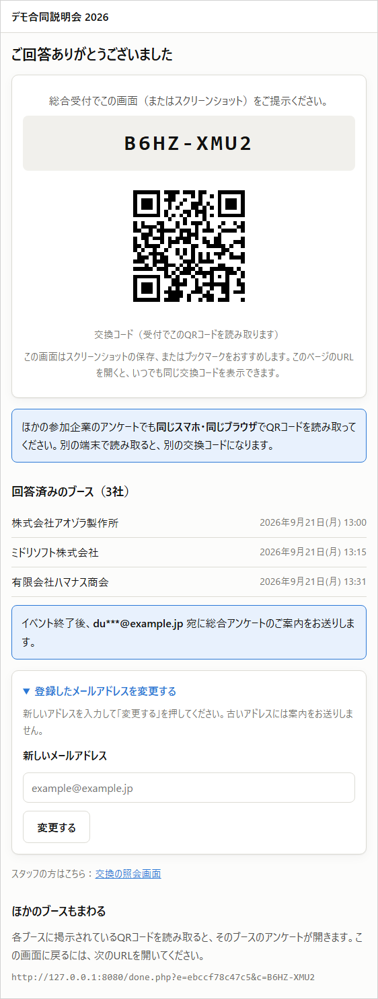 デモ合同説明会 2026
ご回答ありがとうございました
総合受付でこの画面（またはスクリーンショット）をご提示ください。
B6HZ-XMU2
交換コード（受付でこのQRコードを読み取ります）
この画面はスクリーンショットの保存、またはブックマークをおすすめします。このページのURL
を開くと、いつでも同じ交換コードを表示できます。
ほかの参加企業のアンケートでも同じスマホ・同じブラウザでQRコードを読み取って
ください。別の端末で読み取ると、別の交換コードになります。
回答済みのブース（3社）
株式会社アオゾラ製作所 2026年9月21日(月) 13:00
ミドリソフト株式会社 2026年9月21日(月) 13:15
有限会社ハマナス商会 2026年9月21日(月) 13:31
イベント終了後、du***@example.jp 宛に総合アンケートのご案内をお送りしま
す。
▼ 登録したメールアドレスを変更する
新しいアドレスを入力して「変更する」を押してください。古いアドレスには案内をお送りしま
せん。
新しいメールアドレス
example@example.jp
変更する
スタッフの方はこちら：交換の照会画面
ほかのブースもまわる
各ブースに掲示されているQRコードを読み取ると、そのブースのアンケートが開きます。こ
の画面に戻るには、次のURLを開いてください。
http://127.0.0.1:8080/done.php?e=ebccf78c47c5&c=B6HZ-XMU2